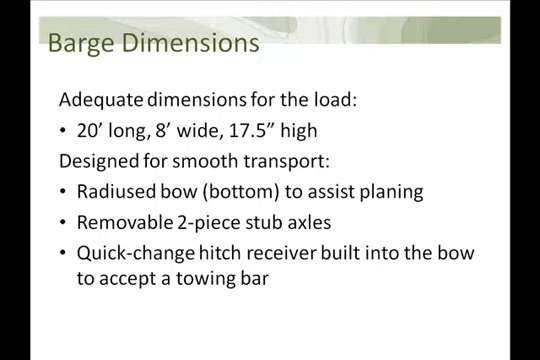 Barge Dimensions
Adequate dimensions for the load:
• 20’ long, 8’ wide, 17.5” high
Designed for smooth transport:
• Radiused bow (bottom) to assist planing
• Removable 2-piece stub axles
• Quick-change hitch receiver built into the bow
to accept a towing bar